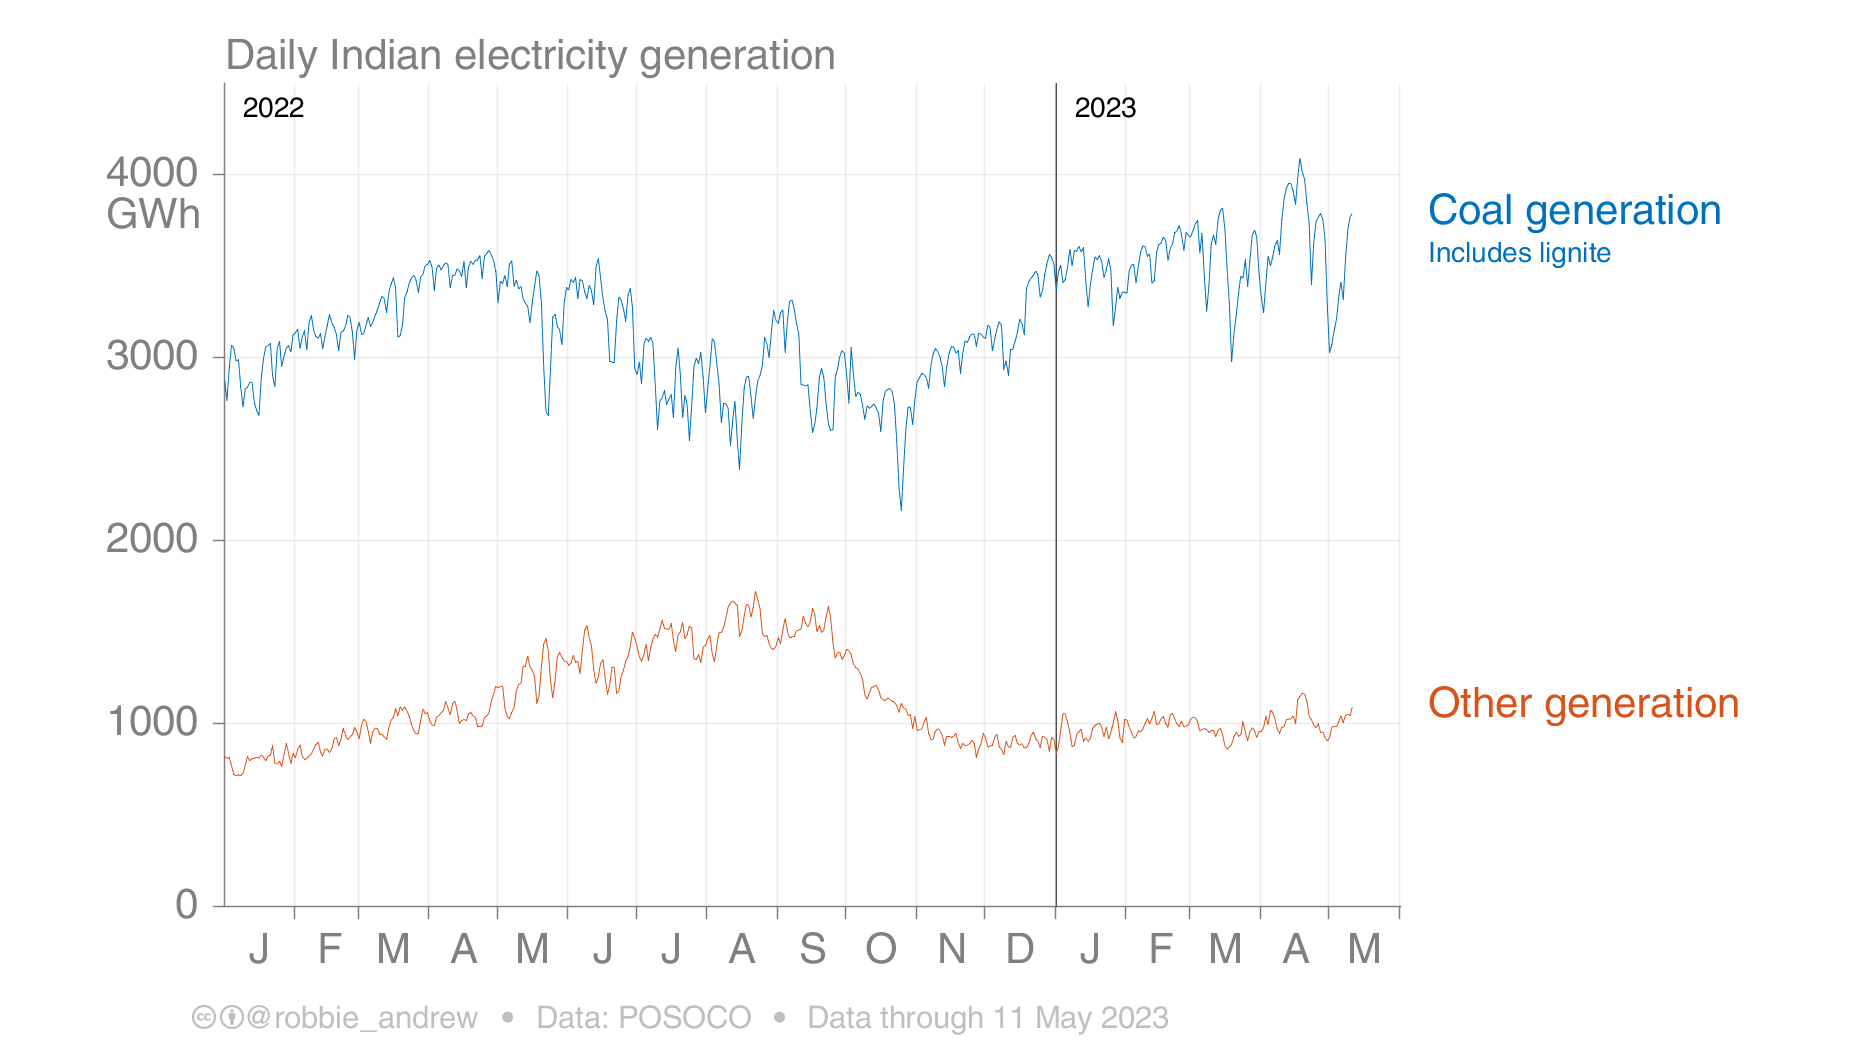 Daily Indian electricity generation
2022
2023
4000
GWh
3000
2000
1000
0
Coal generation
Includes lignite
Other generation
J F M A M J J A S O N D J F M A M
cc @robbie_andrew • Data: POSOCO • Data through 11 May 2023